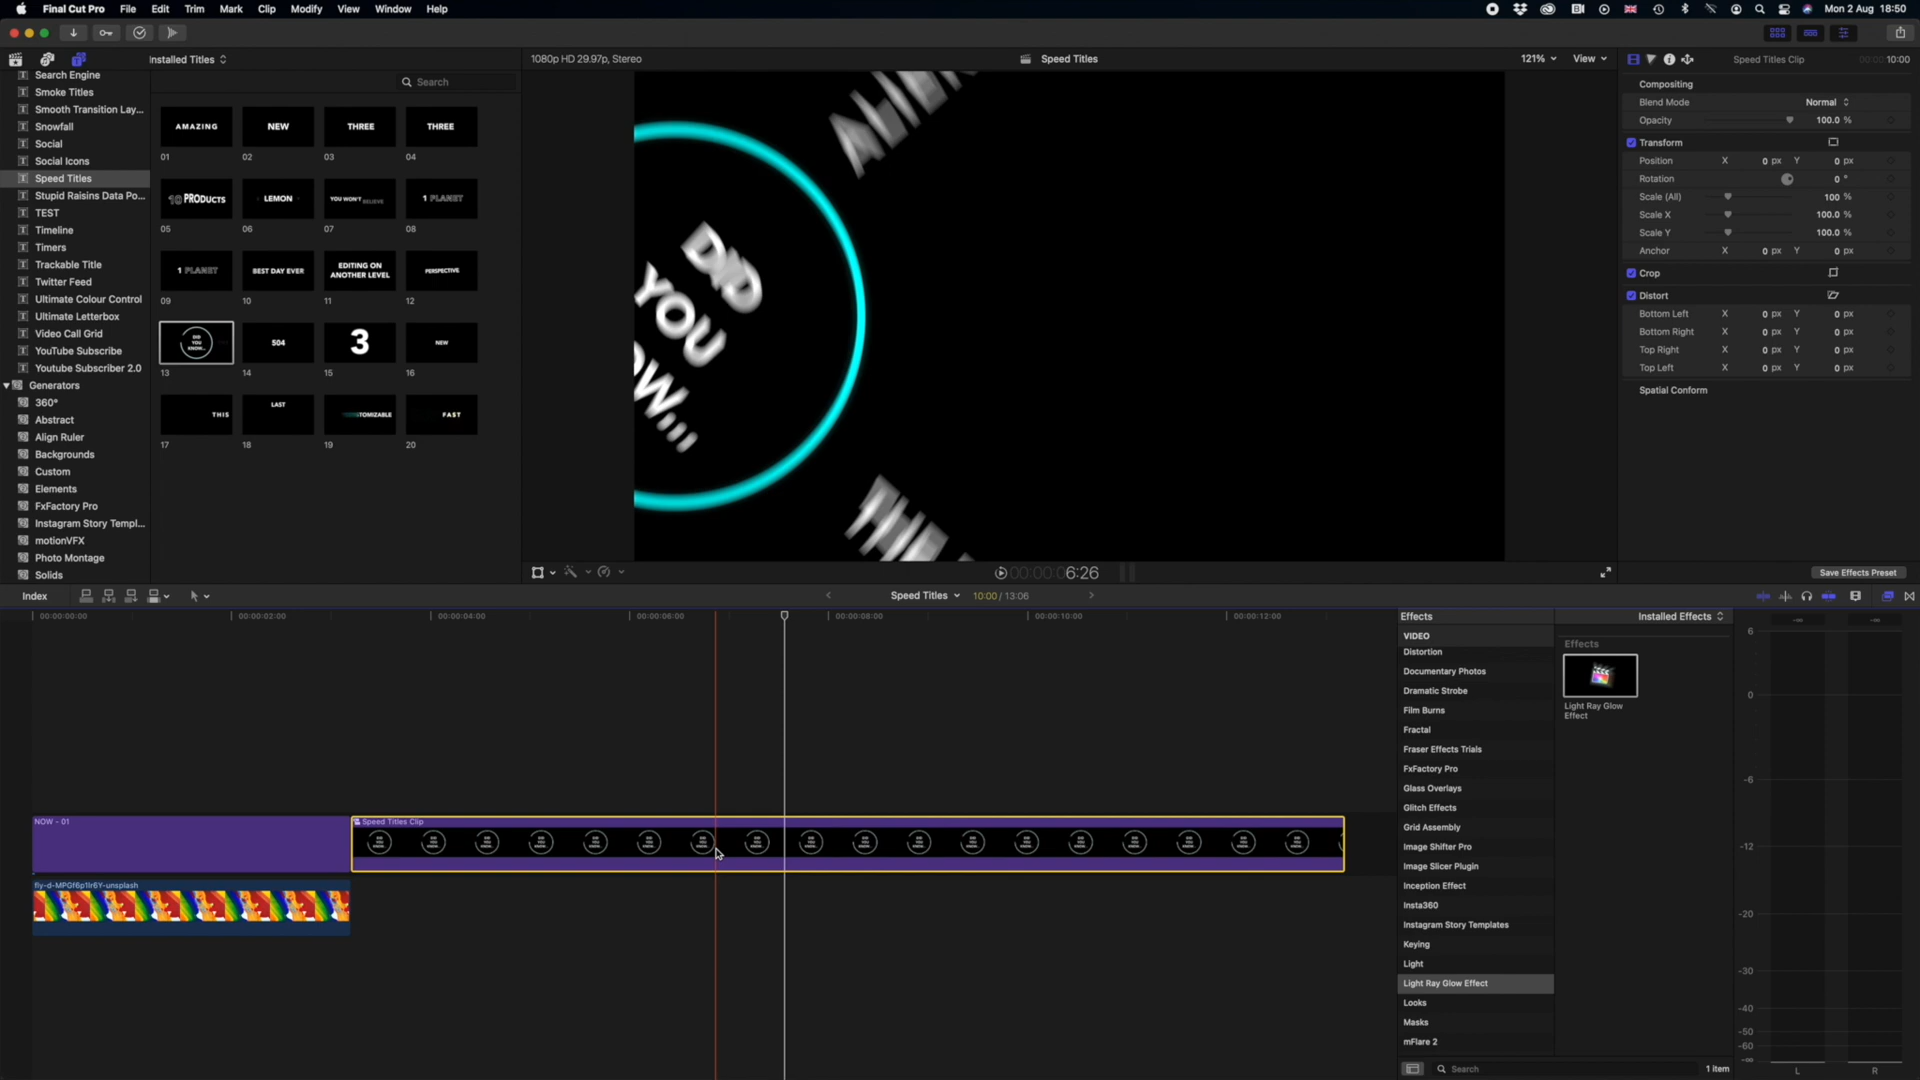 Final Cut Pro File Edit Trim Mark Clip Modify View Window Help
Mon 2 Aug 18:50
Installed Titles
1080p HD 29.97p, Stereo
Speed Titles
121% View
Speed Titles Clip
00:00:10:00
Search
Search Engine
Smoke Titles
Smooth Transition Lay...
Snowfall
Social
Social Icons
Speed Titles
Stupid Raisins Data Po...
TEST
Timeline
Timers
Trackable Title
Twitter Feed
Ultimate Colour Control
Ultimate Letterbox
Video Call Grid
YouTube Subscribe
Youtube Subscriber 2.0
Generators
360°
Abstract
Align Ruler
Backgrounds
Custom
Elements
FxFactory Pro
Instagram Story Templ...
motionVFX
Photo Montage
Solids
AMAZING NEW THREE THREE
01 02 03 04
10 PRODUCTS LEMON YOU WON'T BELIEVE 1 PLANET
05 06 07 08
1 PLANET BEST DAY EVER EDITING ON ANOTHER LEVEL PERSPECTIVE
09 10 11 12
DID YOU KNOW... 504 3 NEW
13 14 15 16
THIS LAST TOMIZABLE FAST
17 18 19 20
DID
YOU
OW...
Compositing
Blend Mode Normal
Opacity 100.0 %
Transform
Position X 0 px Y 0 px
Rotation 0 °
Scale (All) 100 %
Scale X 100.0 %
Scale Y 100.0 %
Anchor X 0 px Y 0 px
Crop
Distort
Bottom Left X 0 px Y 0 px
Bottom Right X 0 px Y 0 px
Top Right X 0 px Y 0 px
Top Left X 0 px Y 0 px
Spatial Conform
00:00:06:26
Save Effects Preset
Index
Speed Titles 10:00 / 13:06
00:00:00:00 00:00:02:00 00:00:04:00 00:00:06:00 00:00:08:00 00:00:10:00 00:00:12:00
NOW - 01
Speed Titles Clip
fly-d-MPGf6p1Ir6Y-unsplash
Effects
Installed Effects
VIDEO
Distortion
Documentary Photos
Dramatic Strobe
Film Burns
Fractal
Fraser Effects Trials
FxFactory Pro
Glass Overlays
Glitch Effects
Grid Assembly
Image Shifter Pro
Image Slicer Plugin
Inception Effect
Insta360
Instagram Story Templates
Keying
Light
Light Ray Glow Effect
Looks
Masks
mFlare 2
Effects
Light Ray Glow
Effect
Search
1 item
6
0
-6
-12
-20
-30
-40
-50
-60
-∞
L R